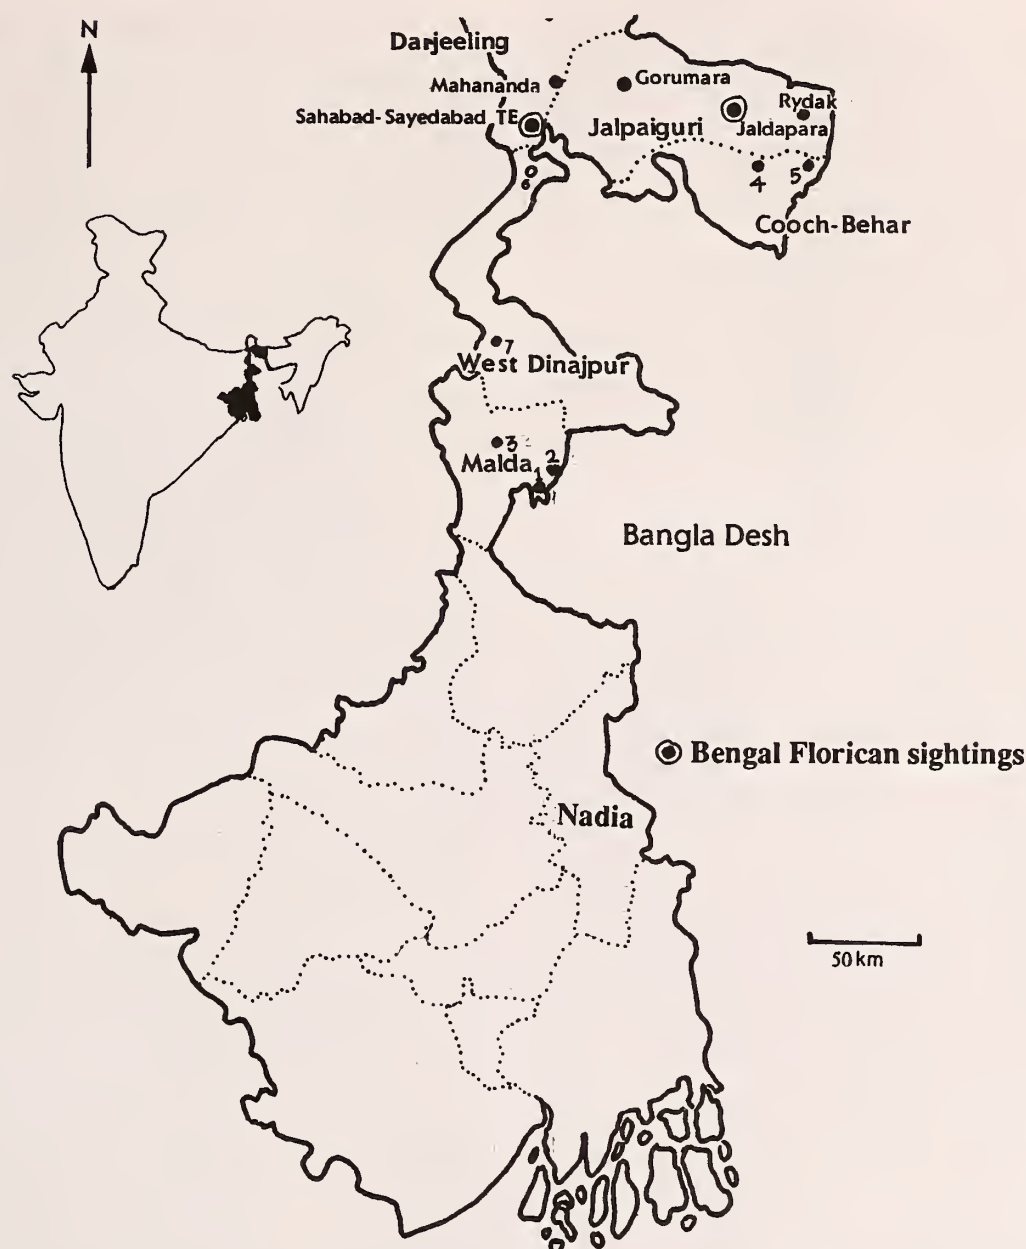 N
Darjeeling
Mahananda
Gorumara
Rydak
Sahabad-Sayedabad TE
Jalpaiguri
Jaldapara
4
5
6
Cooch-Behar
7
West Dinajpur
3
Malda
2
1
Bangla Desh
Bengal Florican sightings
Nadia
50 km